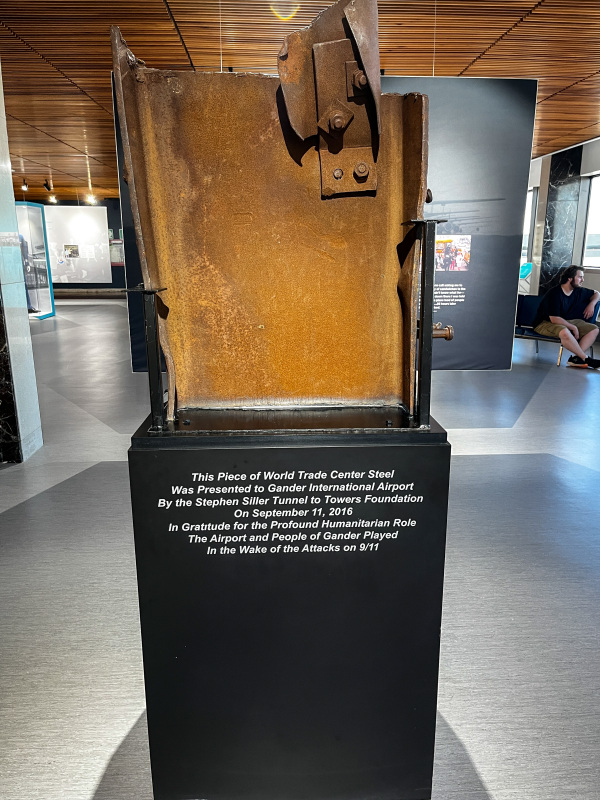 This Piece of World Trade Center Steel
Was Presented to Gander International Airport
By the Stephen Siller Tunnel to Towers Foundation
On September 11, 2016
In Gratitude for the Profound Humanitarian Role
The Airport and People of Gander Played
In the Wake of the Attacks on 9/11